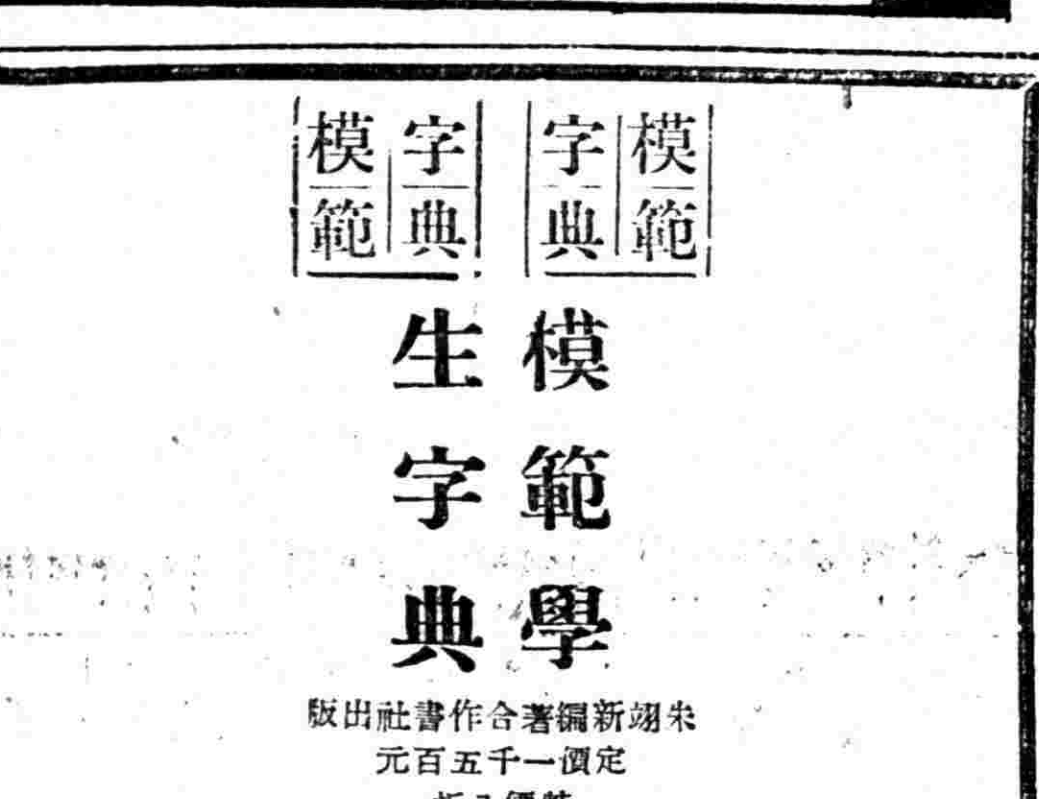 模範
字典
字典
模範
模範學
生字典
朱翊新編著合作書社出版
定價一千五百元